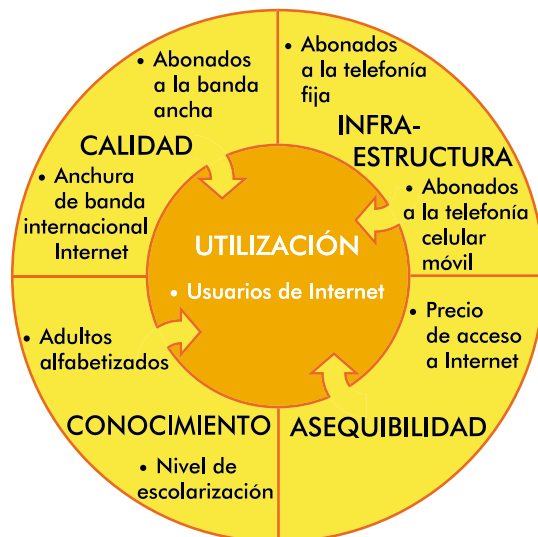 • Abonados
a la banda
ancha
CALIDAD
• Anchura
de banda
internacional
Internet
• Abonados
a la telefonía
fija
INFRA-
ESTRUCTURA
• Abonados
a la telefonía
celular
móvil
UTILIZACIÓN
• Usuarios de Internet
• Adultos
alfabetizados
CONOCIMIENTO
• Nivel de
escolarización
• Precio
de acceso
a Internet
ASEQUIBILIDAD